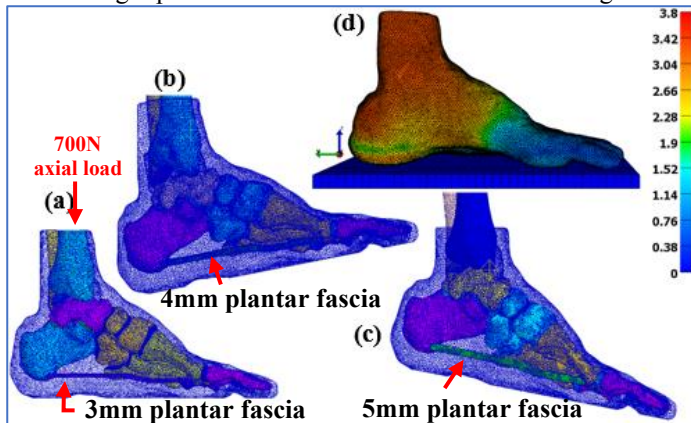 (d)
3.8
3.42
3.04
2.66
2.28
1.9
1.52
1.14
0.76
0.38
0
(b)
700N
axial load
(a)
4mm plantar fascia
(c)
3mm plantar fascia
5mm plantar fascia